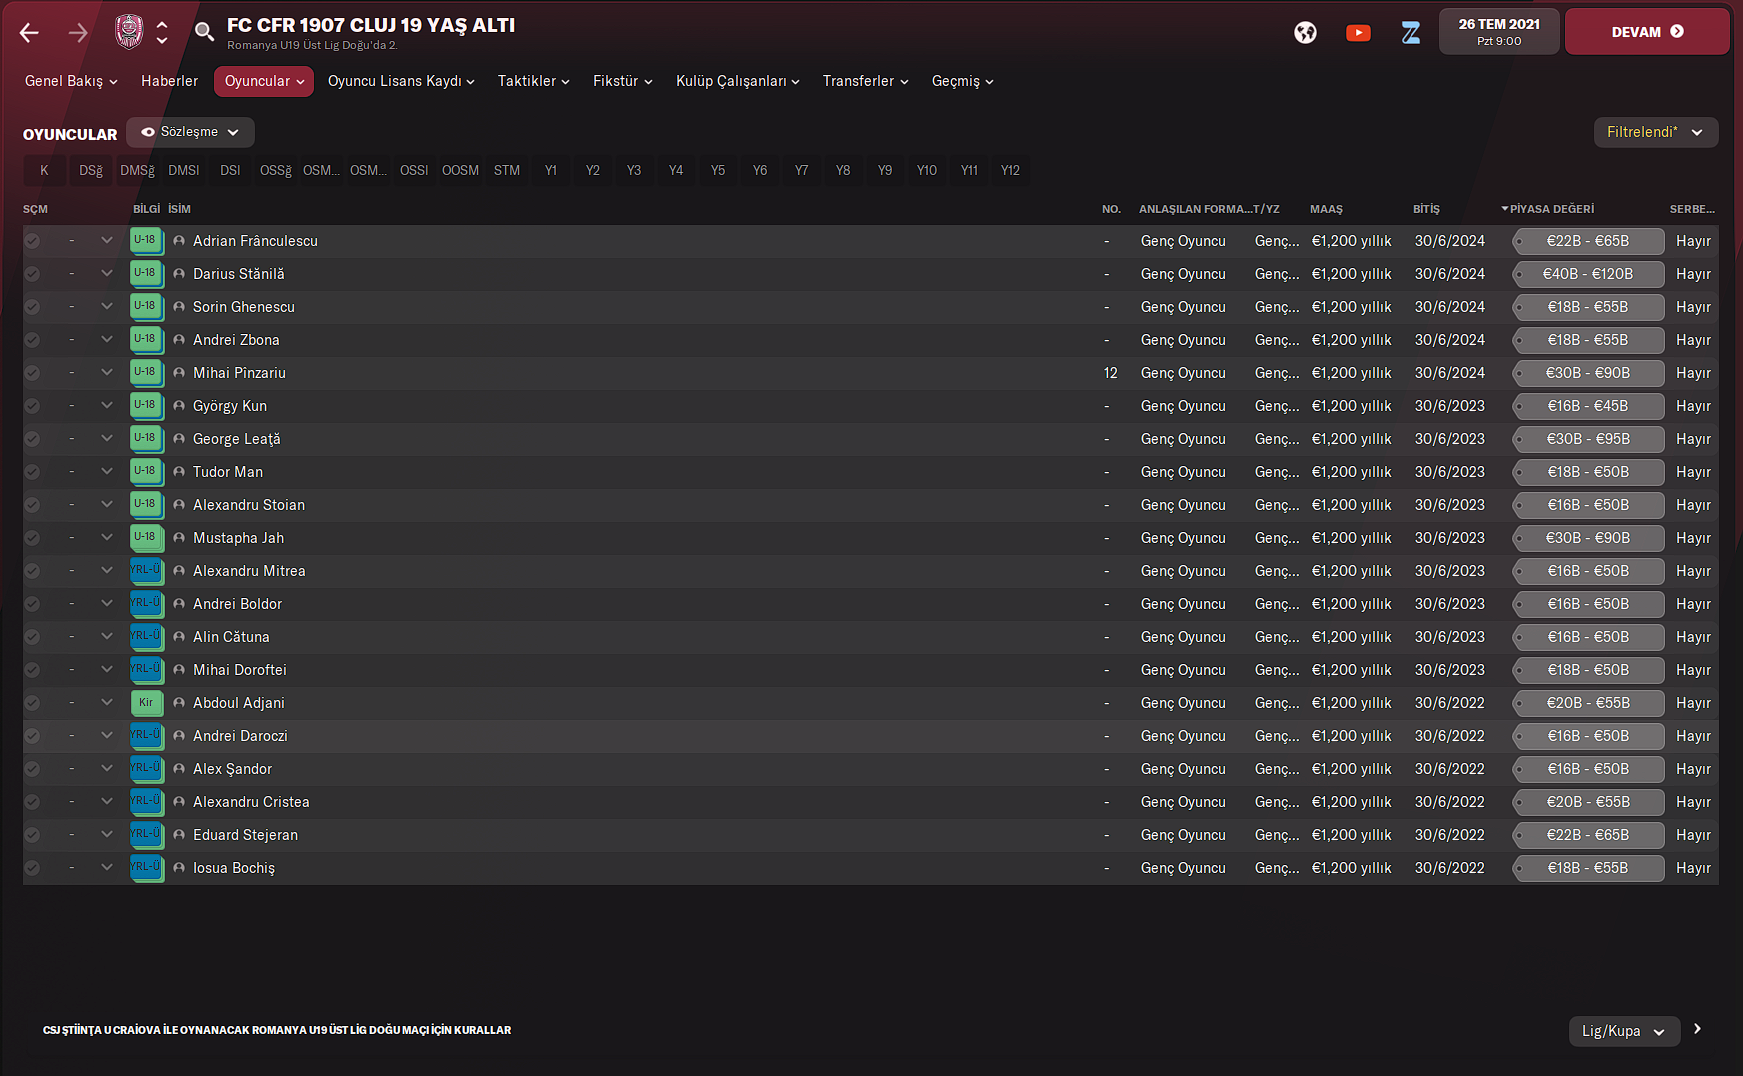 FC CFR 1907 CLUJ 19 YAŞ ALTI
Romanya U19 Üst Lig Doğu'da 2.
26 TEM 2021
Pzt 9:00
DEVAM
Genel Bakış Haberler Oyuncular Oyuncu Lisans Kaydı Taktikler Fikstür Kulüp Çalışanları Transferler Geçmiş
OYUNCULAR Sözleşme Filtrelendi*
K DSğ DMSğ DMSl DSl OSSğ OSM... OSM... OSSl OOSM STM Y1 Y2 Y3 Y4 Y5 Y6 Y7 Y8 Y9 Y10 Y11 Y12
SÇM BİLGİ İSİM NO. ANLAŞILAN FORMA... T/YZ MAAŞ BİTİŞ PİYASA DEĞERİ SERBE...
- U-18 Adrian Frânculescu - Genç Oyuncu Genç... €1,200 yıllık 30/6/2024 €22B - €65B Hayır
- U-18 Darius Stănilă - Genç Oyuncu Genç... €1,200 yıllık 30/6/2024 €40B - €120B Hayır
- U-18 Sorin Ghenescu - Genç Oyuncu Genç... €1,200 yıllık 30/6/2024 €18B - €55B Hayır
- U-18 Andrei Zbona - Genç Oyuncu Genç... €1,200 yıllık 30/6/2024 €18B - €55B Hayır
- U-18 Mihai Pînzariu 12 Genç Oyuncu Genç... €1,200 yıllık 30/6/2024 €30B - €90B Hayır
- U-18 György Kun - Genç Oyuncu Genç... €1,200 yıllık 30/6/2023 €16B - €45B Hayır
- U-18 George Leaţă - Genç Oyuncu Genç... €1,200 yıllık 30/6/2023 €30B - €95B Hayır
- U-18 Tudor Man - Genç Oyuncu Genç... €1,200 yıllık 30/6/2023 €18B - €50B Hayır
- U-18 Alexandru Stoian - Genç Oyuncu Genç... €1,200 yıllık 30/6/2023 €16B - €50B Hayır
- U-18 Mustapha Jah - Genç Oyuncu Genç... €1,200 yıllık 30/6/2023 €30B - €90B Hayır
- YRL-Ü Alexandru Mitrea - Genç Oyuncu Genç... €1,200 yıllık 30/6/2023 €16B - €50B Hayır
- YRL-Ü Andrei Boldor - Genç Oyuncu Genç... €1,200 yıllık 30/6/2023 €16B - €50B Hayır
- YRL-Ü Alin Cătuna - Genç Oyuncu Genç... €1,200 yıllık 30/6/2023 €16B - €50B Hayır
- YRL-Ü Mihai Doroftei - Genç Oyuncu Genç... €1,200 yıllık 30/6/2023 €18B - €50B Hayır
- Kir Abdoul Adjani - Genç Oyuncu Genç... €1,200 yıllık 30/6/2022 €20B - €55B Hayır
- YRL-Ü Andrei Daroczi - Genç Oyuncu Genç... €1,200 yıllık 30/6/2022 €16B - €50B Hayır
- YRL-Ü Alex Şandor - Genç Oyuncu Genç... €1,200 yıllık 30/6/2022 €16B - €50B Hayır
- YRL-Ü Alexandru Cristea - Genç Oyuncu Genç... €1,200 yıllık 30/6/2022 €20B - €55B Hayır
- YRL-Ü Eduard Stejeran - Genç Oyuncu Genç... €1,200 yıllık 30/6/2022 €22B - €65B Hayır
- YRL-Ü Iosua Bochiş - Genç Oyuncu Genç... €1,200 yıllık 30/6/2022 €18B - €55B Hayır
CSJ ŞTIINŢA U CRAIOVA İLE OYNANACAK ROMANYA U19 ÜST LİG DOĞU MAÇI İÇİN KURALLAR
Lig/Kupa